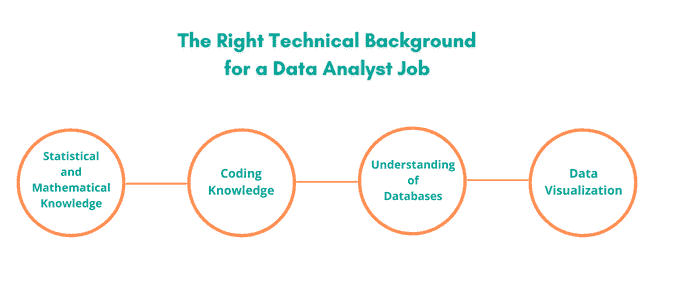 The Right Technical Background
for a Data Analyst Job
Statistical
and
Mathematical
Knowledge
Coding
Knowledge
Understanding
of
Databases
Data
Visualization